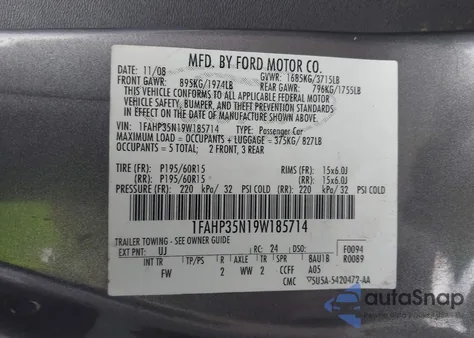 MFD. BY FORD MOTOR CO.
DATE: 11/08 GVWR: 1685KG/3715LB
FRONT GAWR: 895KG/1974LB REAR GAWR: 796KG/1755LB
THIS VEHICLE CONFORMS TO ALL APPLICABLE FEDERAL MOTOR
VEHICLE SAFETY, BUMPER, AND THEFT PREVENTION STANDARDS
IN EFFECT ON THE DATE OF MANUFACTURE SHOWN ABOVE.
VIN: 1FAHP35N19W185714 TYPE: Passenger Car
MAXIMUM LOAD = OCCUPANTS + LUGGAGE = 375KG/ 827LB
OCCUPANTS = 5 TOTAL: 2 FRONT, 3 REAR
TIRE (FR): P195/60R15 RIMS (FR): 15x6.0J
(RR): P195/60R15 (RR): 15x6.0J
PRESSURE (FR): 220 kPa/ 32 PSI COLD (RR): 220 kPa/ 32 PSI COLD
1FAHP35N19W185714
TRAILER TOWING - SEE OWNER GUIDE
EXT PNT: UJ RC: 24 DSO: F0094
INT TR TP/PS R AXLE TR SPR BAU1B R0089
FW 2 WW 2 CCFF A05
CMC 5U5A-5420472-AA
autoSnap